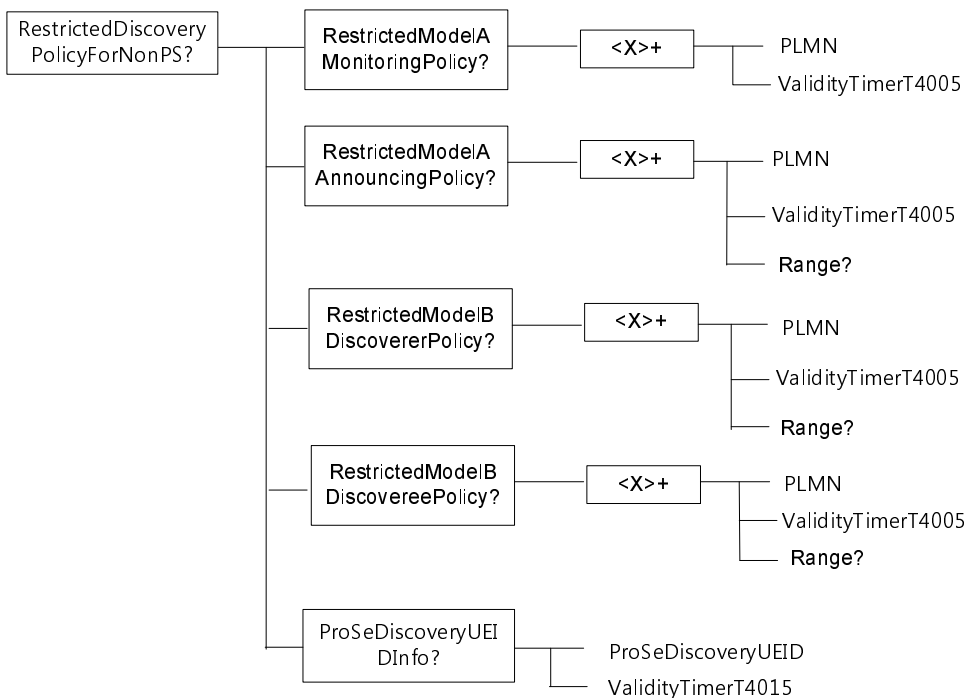 RestrictedDiscovery
PolicyForNonPS?
RestrictedModelA
MonitoringPolicy?
<X>+
PLMN
ValidityTimerT4005
RestrictedModelA
AnnouncingPolicy?
<X>+
PLMN
ValidityTimerT4005
Range?
RestrictedModelB
DiscovererPolicy?
<X>+
PLMN
ValidityTimerT4005
Range?
RestrictedModelB
DiscovereePolicy?
<X>+
PLMN
ValidityTimerT4005
Range?
ProSeDiscoveryUEI
DInfo?
ProSeDiscoveryUEID
ValidityTimerT4015